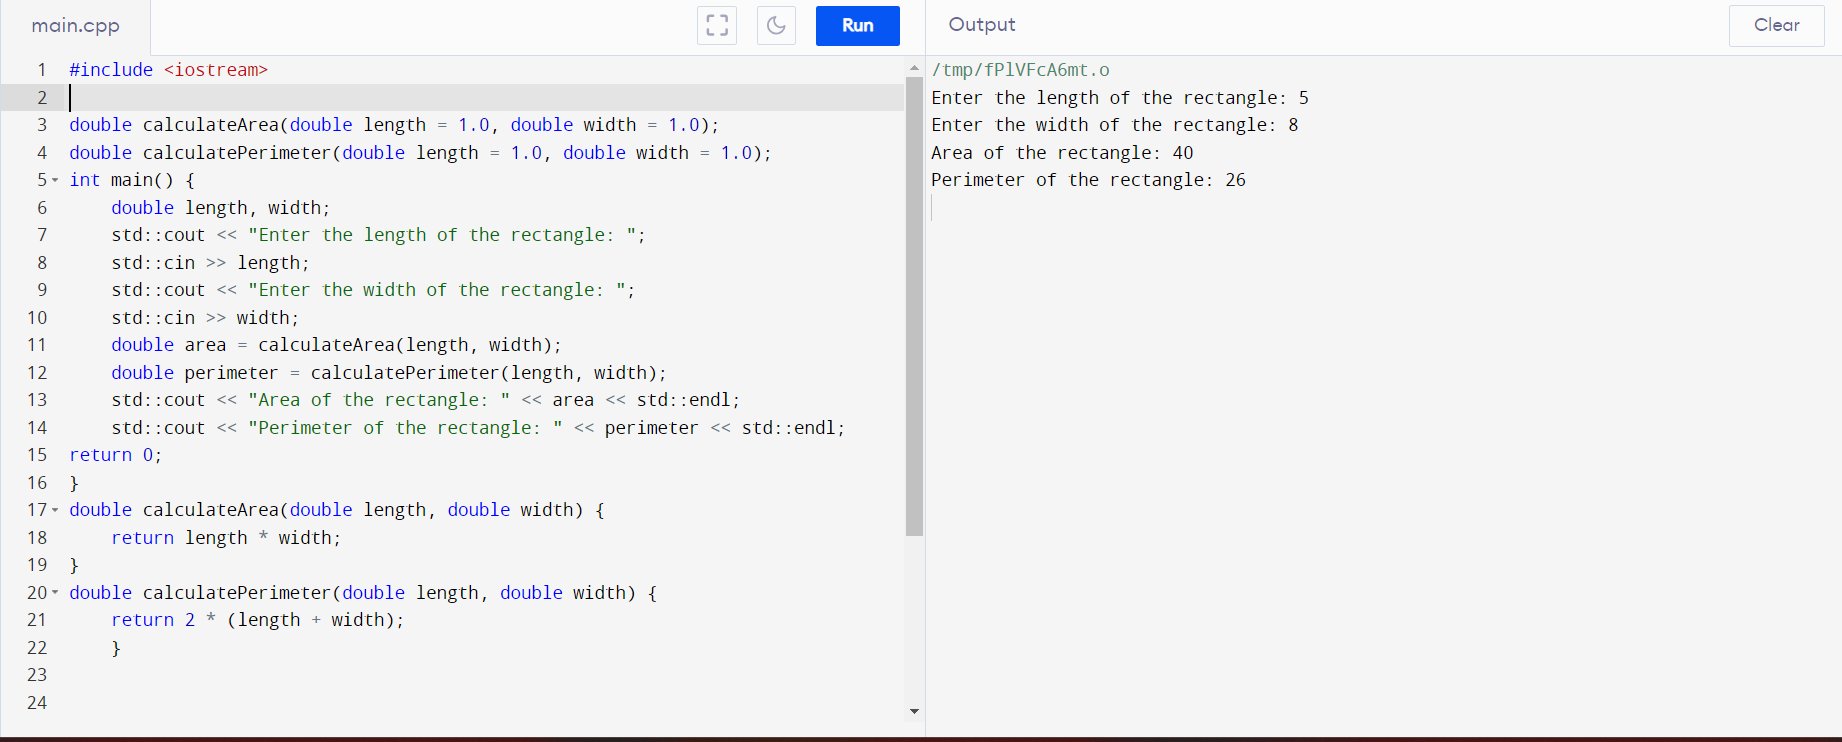 main.cpp
Run
Output
Clear
1 #include <iostream>
2
3 double calculateArea(double length = 1.0, double width = 1.0);
4 double calculatePerimeter(double length = 1.0, double width = 1.0);
5 int main() {
6     double length, width;
7     std::cout << "Enter the length of the rectangle: ";
8     std::cin >> length;
9     std::cout << "Enter the width of the rectangle: ";
10     std::cin >> width;
11     double area = calculateArea(length, width);
12     double perimeter = calculatePerimeter(length, width);
13     std::cout << "Area of the rectangle: " << area << std::endl;
14     std::cout << "Perimeter of the rectangle: " << perimeter << std::endl;
15 return 0;
16 }
17 double calculateArea(double length, double width) {
18     return length * width;
19 }
20 double calculatePerimeter(double length, double width) {
21     return 2 * (length + width);
22     }
23
24
/tmp/fPlVFcA6mt.o
Enter the length of the rectangle: 5
Enter the width of the rectangle: 8
Area of the rectangle: 40
Perimeter of the rectangle: 26